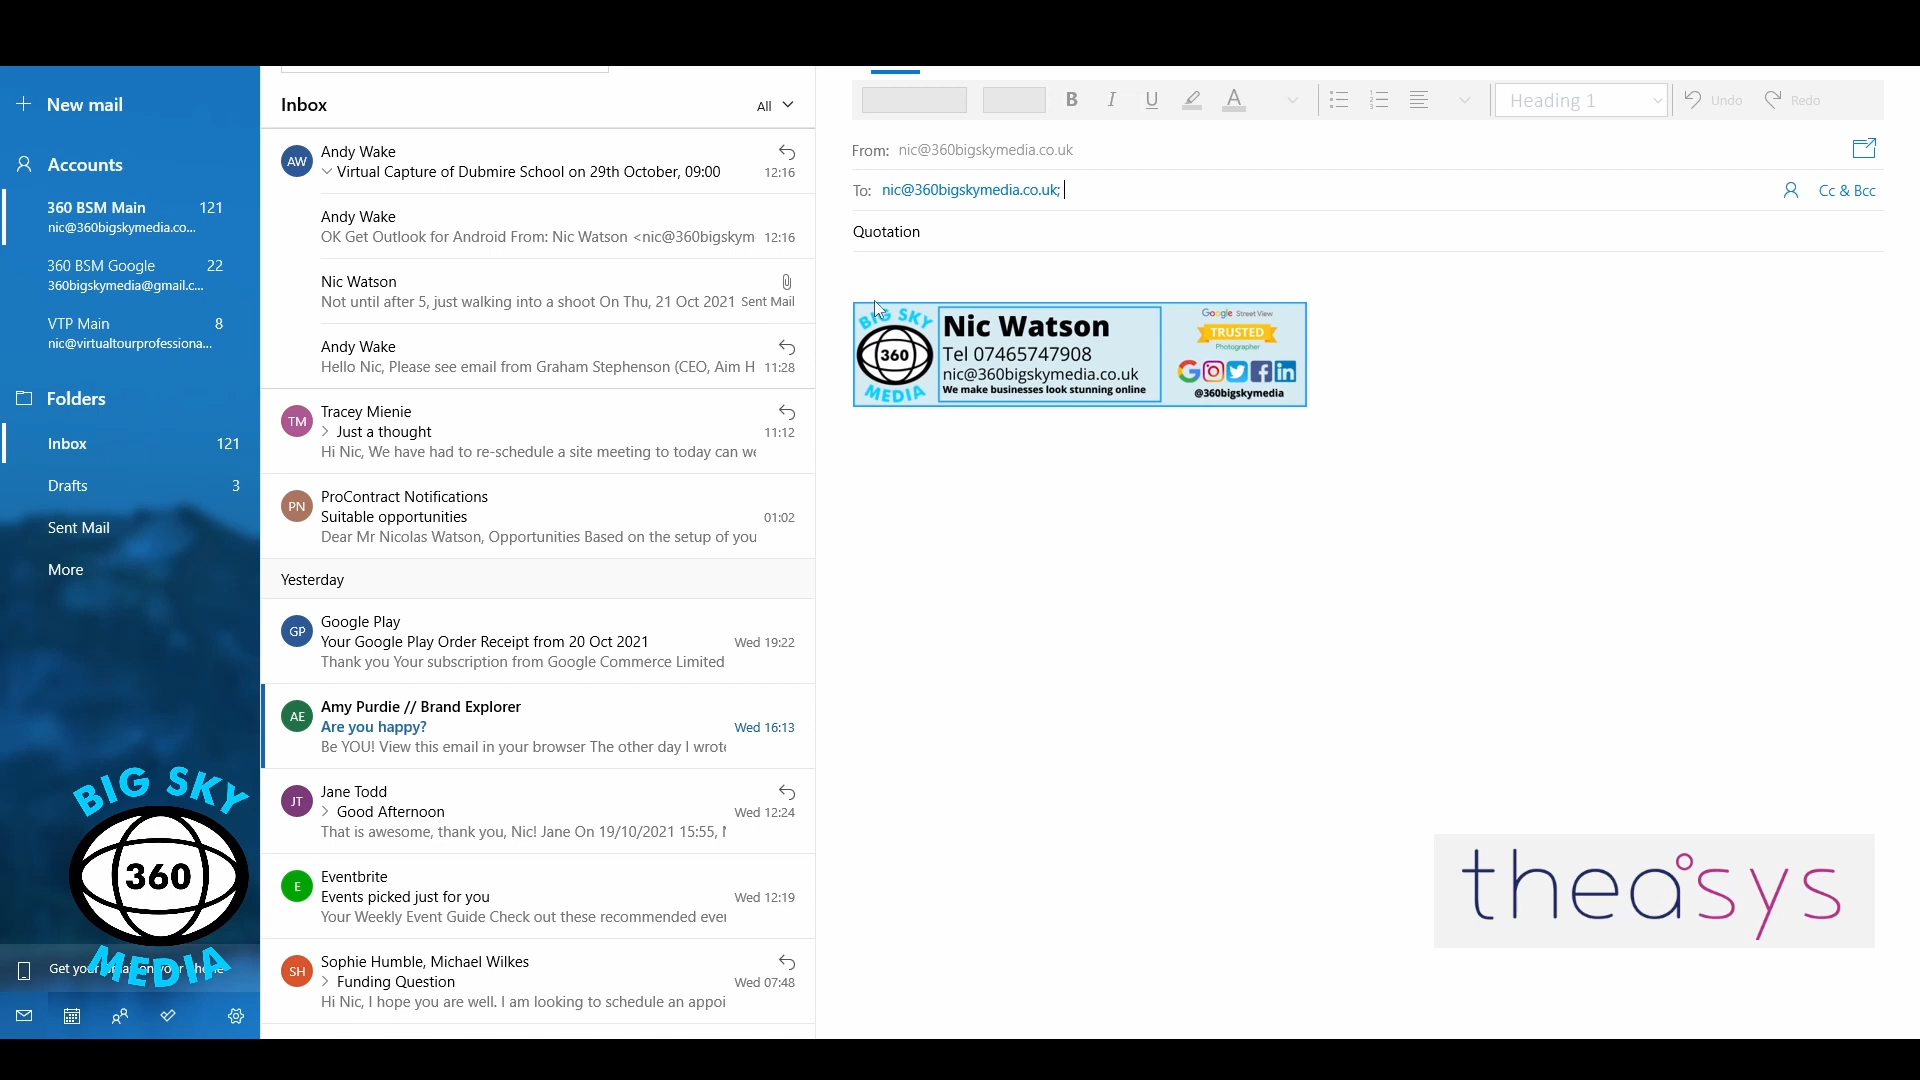 New mail
Accounts
360 BSM Main 121
nic@360bigskymedia.co...
360 BSM Google 22
360bigskymedia@gmail.c...
VTP Main 8
nic@virtualtourprofessiona...
Folders
Inbox 121
Drafts 3
Sent Mail
More
BIG SKY
360
MEDIA
Inbox All
AW
Andy Wake
Virtual Capture of Dubmire School on 29th October, 09:00 12:16
Andy Wake
OK Get Outlook for Android From: Nic Watson <nic@360bigskym 12:16
Nic Watson
Not until after 5, just walking into a shoot On Thu, 21 Oct 2021 Sent Mail
Andy Wake
Hello Nic, Please see email from Graham Stephenson (CEO, Aim H 11:28
TM
Tracey Mienie
Just a thought 11:12
Hi Nic, We have had to re-schedule a site meeting to today can we
PN
ProContract Notifications
Suitable opportunities 01:02
Dear Mr Nicolas Watson, Opportunities Based on the setup of you
Yesterday
GP
Google Play
Your Google Play Order Receipt from 20 Oct 2021 Wed 19:22
Thank you Your subscription from Google Commerce Limited
AE
Amy Purdie // Brand Explorer
Are you happy? Wed 16:13
Be YOU! View this email in your browser The other day I wrote
JT
Jane Todd
Good Afternoon Wed 12:24
That is awesome, thank you, Nic! Jane On 19/10/2021 15:55, N
E
Eventbrite
Events picked just for you Wed 12:19
Your Weekly Event Guide Check out these recommended ever
SH
Sophie Humble, Michael Wilkes
Funding Question Wed 07:48
Hi Nic, I hope you are well. I am looking to schedule an appoi
B I U A Heading 1 Undo Redo
From: nic@360bigskymedia.co.uk
To: nic@360bigskymedia.co.uk; Cc & Bcc
Quotation
BIG SKY
360
MEDIA
Nic Watson
Tel 07465747908
nic@360bigskymedia.co.uk
We make businesses look stunning online
Google Street View
TRUSTED
Photographer
@360bigskymedia
theasys